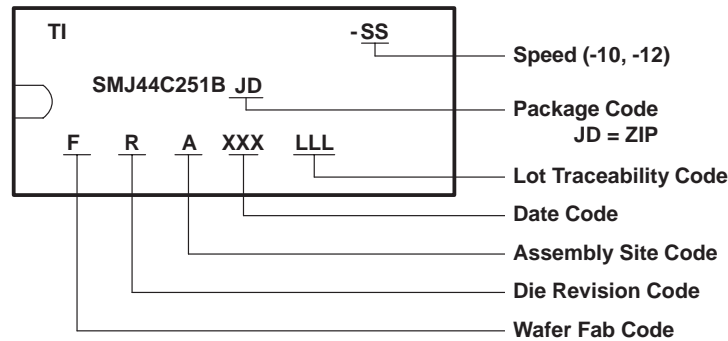 TI
-SS
Speed (-10, -12)
SMJ44C251B JD
Package Code
JD = ZIP
F R A XXX LLL
Lot Traceability Code
Date Code
Assembly Site Code
Die Revision Code
Wafer Fab Code